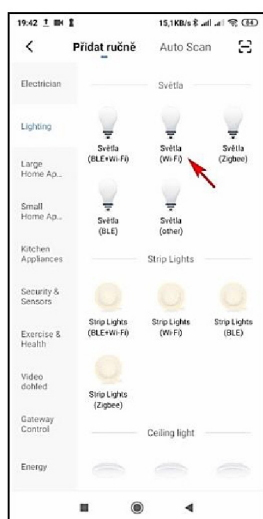 19:42
15,1KB/s
84
Přidat ručně
Auto Scan
Electrician
Lighting
Large
Home Ap...
Small
Home Ap...
Kitchen
Appliances
Security &
Sensors
Exercise &
Health
Video
dohled
Gateway
Control
Energy
Světla
Světla
(BLE+Wi-Fi)
Světla
(Wi-Fi)
Světla
(Zigbee)
Světla
(BLE)
Světla
(other)
Strip Lights
Strip Lights
(BLE+Wi-Fi)
Strip Lights
(Wi-Fi)
Strip Lights
(BLE)
Strip Lights
(Zigbee)
Ceiling light